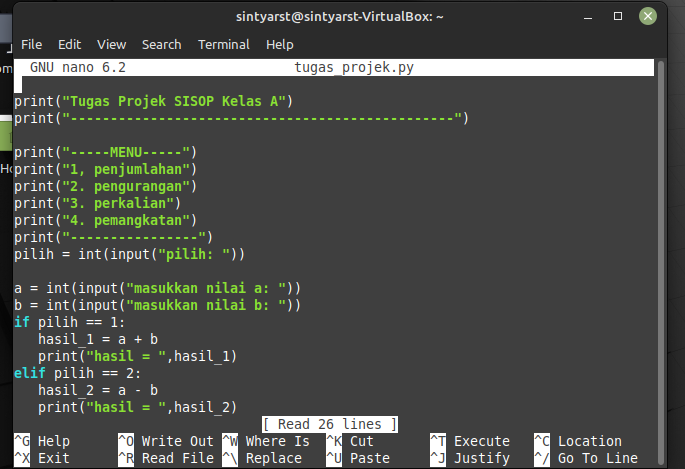 sintyarst@sintyarst-VirtualBox: ~
File Edit View Search Terminal Help
GNU nano 6.2 tugas_projek.py
print("Tugas Projek SISOP Kelas A")
print("------------------------------------------------")
print("-----MENU-----")
print("1, penjumlahan")
print("2. pengurangan")
print("3. perkalian")
print("4. pemangkatan")
print("----------------")
pilih = int(input("pilih: "))
a = int(input("masukkan nilai a: "))
b = int(input("masukkan nilai b: "))
if pilih == 1:
   hasil_1 = a + b
   print("hasil = ",hasil_1)
elif pilih == 2:
   hasil_2 = a - b
   print("hasil = ",hasil_2)
[ Read 26 lines ]
^G Help ^O Write Out ^W Where Is ^K Cut ^T Execute ^C Location
^X Exit ^R Read File ^\ Replace ^U Paste ^J Justify ^/ Go To Line